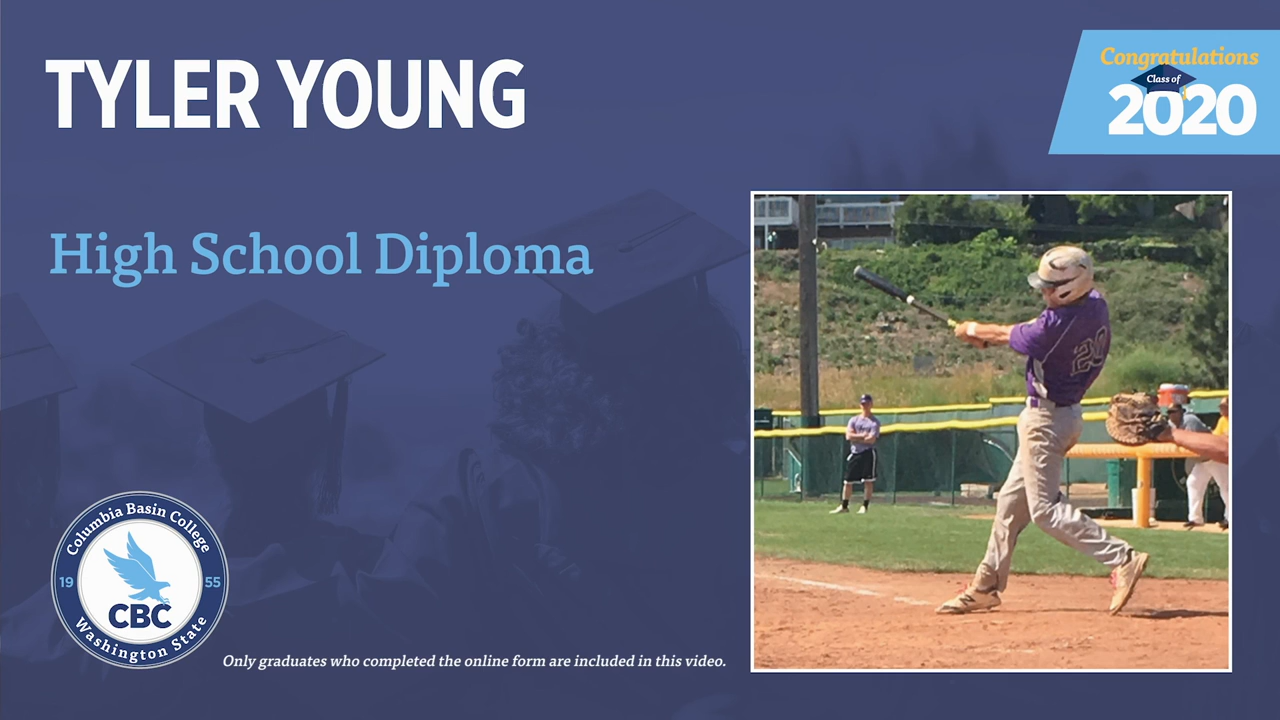 TYLER YOUNG
Congratulations
Class of
2020
High School Diploma
20
Columbia Basin College
19 55
CBC
Washington State
Only graduates who completed the online form are included in this video.